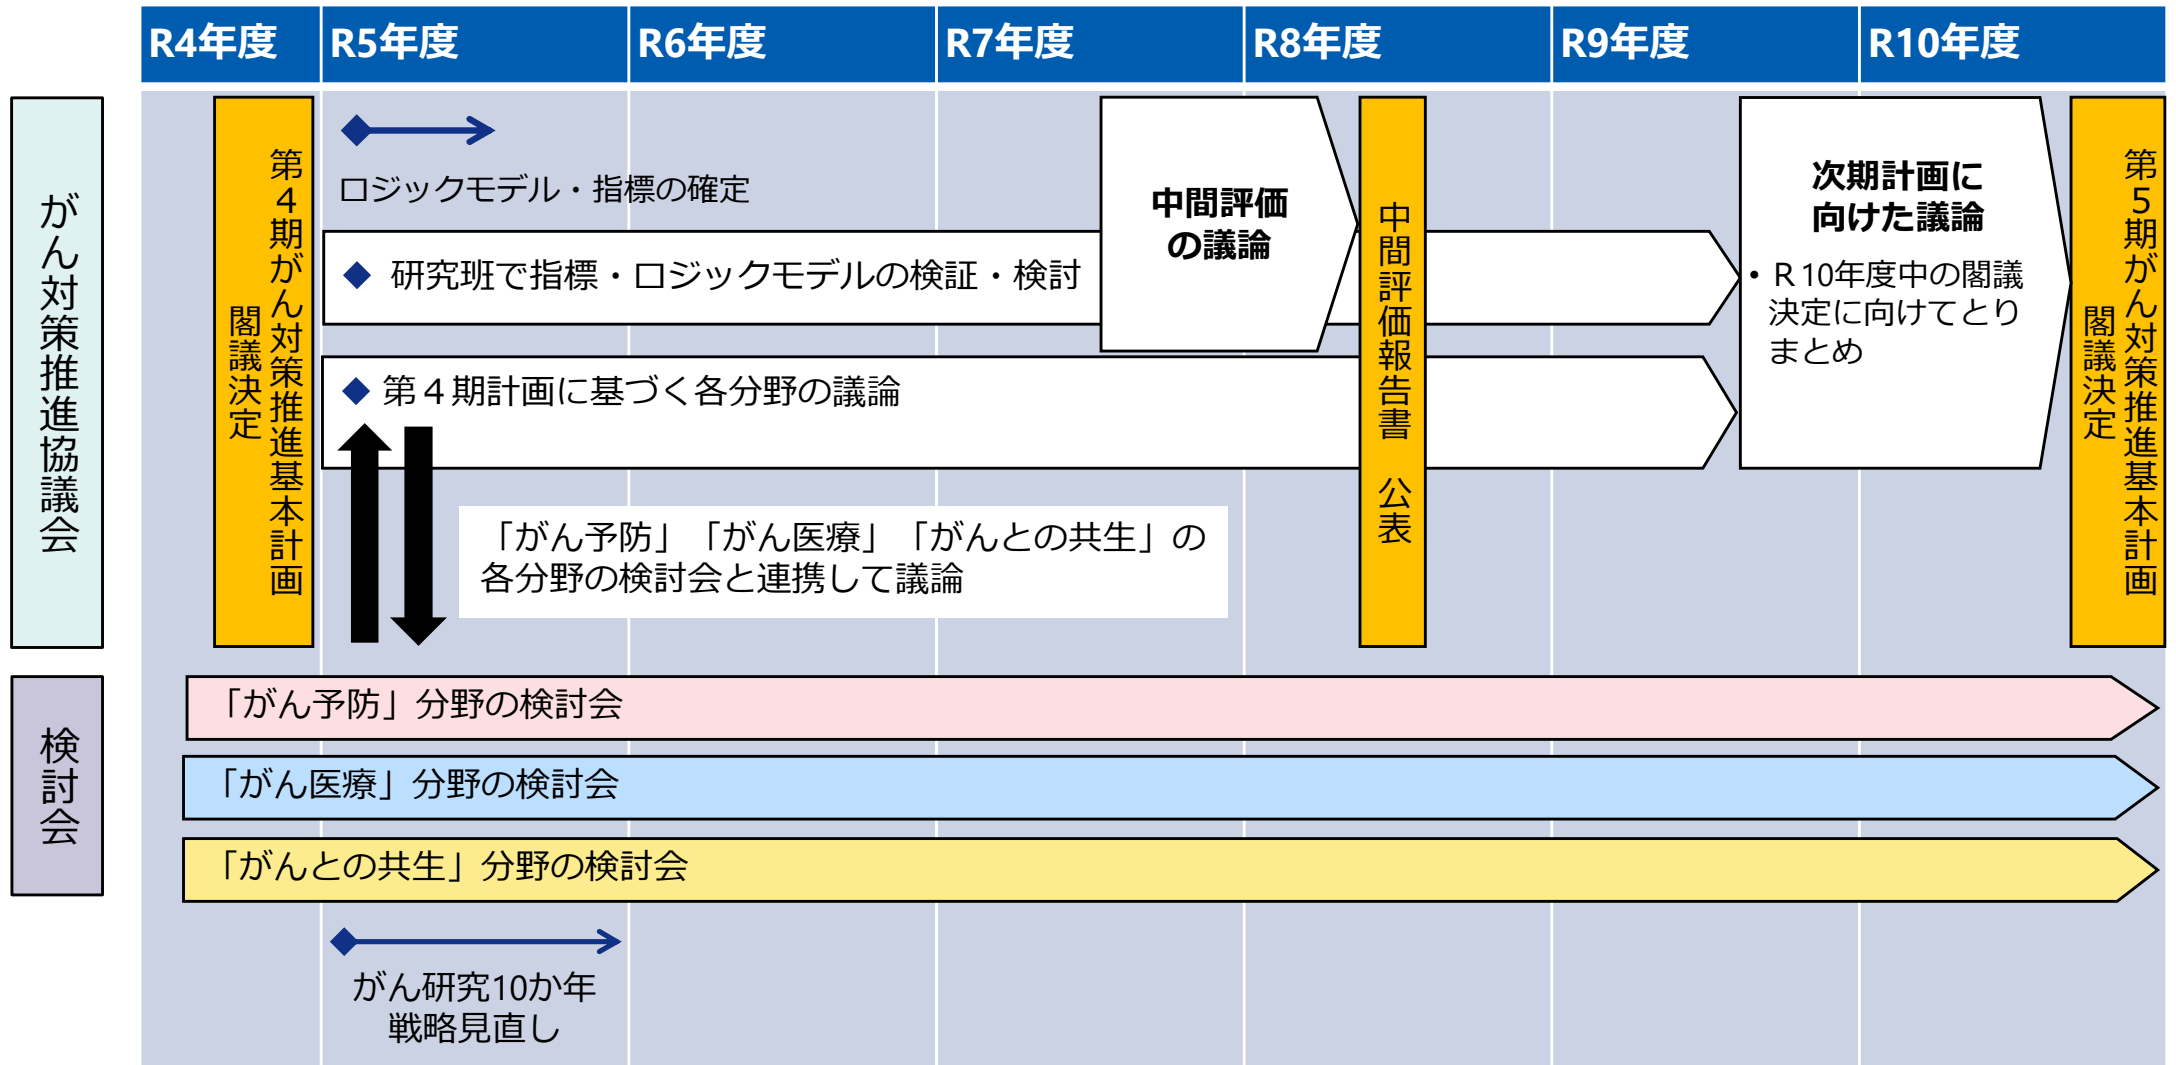 R4年度
R5年度
R6年度
R7年度
R8年度
R9年度
R10年度
がん対策推進協議会
第４期がん対策推進基本計画
閣議決定
ロジックモデル・指標の確定
◆ 研究班で指標・ロジックモデルの検証・検討
◆ 第４期計画に基づく各分野の議論
「がん予防」「がん医療」「がんとの共生」の
各分野の検討会と連携して議論
中間評価
の議論
中間評価報告書　公表
次期計画に
向けた議論
• Ｒ10年度中の閣議
決定に向けてとり
まとめ
第５期がん対策推進基本計画
閣議決定
検討会
「がん予防」分野の検討会
「がん医療」分野の検討会
「がんとの共生」分野の検討会
がん研究10か年
戦略見直し